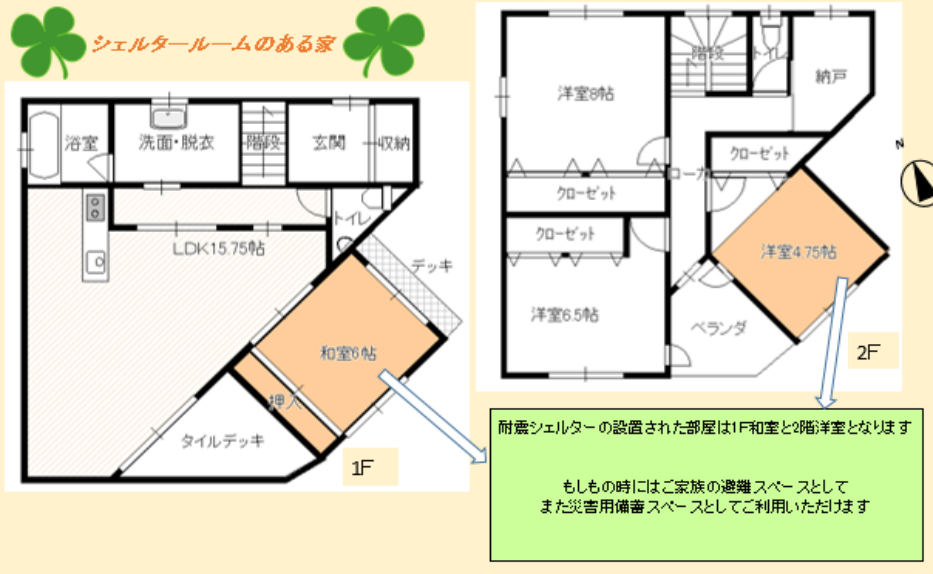 シェルタールームのある家
浴室
洗面・脱衣
階段
玄関
収納
トイレ
LDK15.75帖
デッキ
和室6帖
押入
タイルデッキ
1F
洋室8帖
階段
トイレ
納戸
クローゼット
クローゼット
ローカ
クローゼット
洋室4.75帖
洋室6.5帖
ベランダ
N
2F
耐震シェルターの設置された部屋は1F和室と2階洋室となります
もしもの時にはご家族の避難スペースとして
また災害用備蓄スペースとしてご利用いただけます